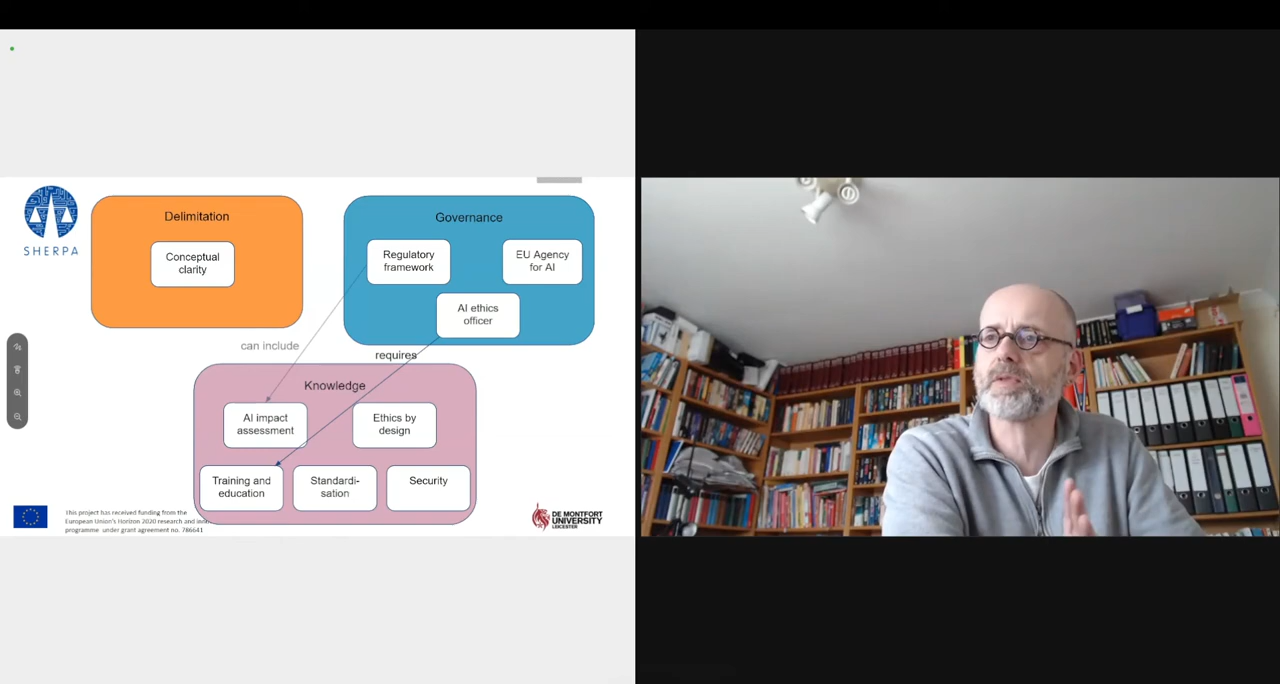 SHERPA
Delimitation
Conceptual
clarity
Governance
Regulatory
framework
EU Agency
for AI
AI ethics
officer
can include
requires
Knowledge
AI impact
assessment
Ethics by
design
Training and
education
Standardi-
sation
Security
This project has received funding from the
European Union's Horizon 2020 research and
programme under grant agreement no. 786641
DE MONTFORT
UNIVERSITY
LEICESTER